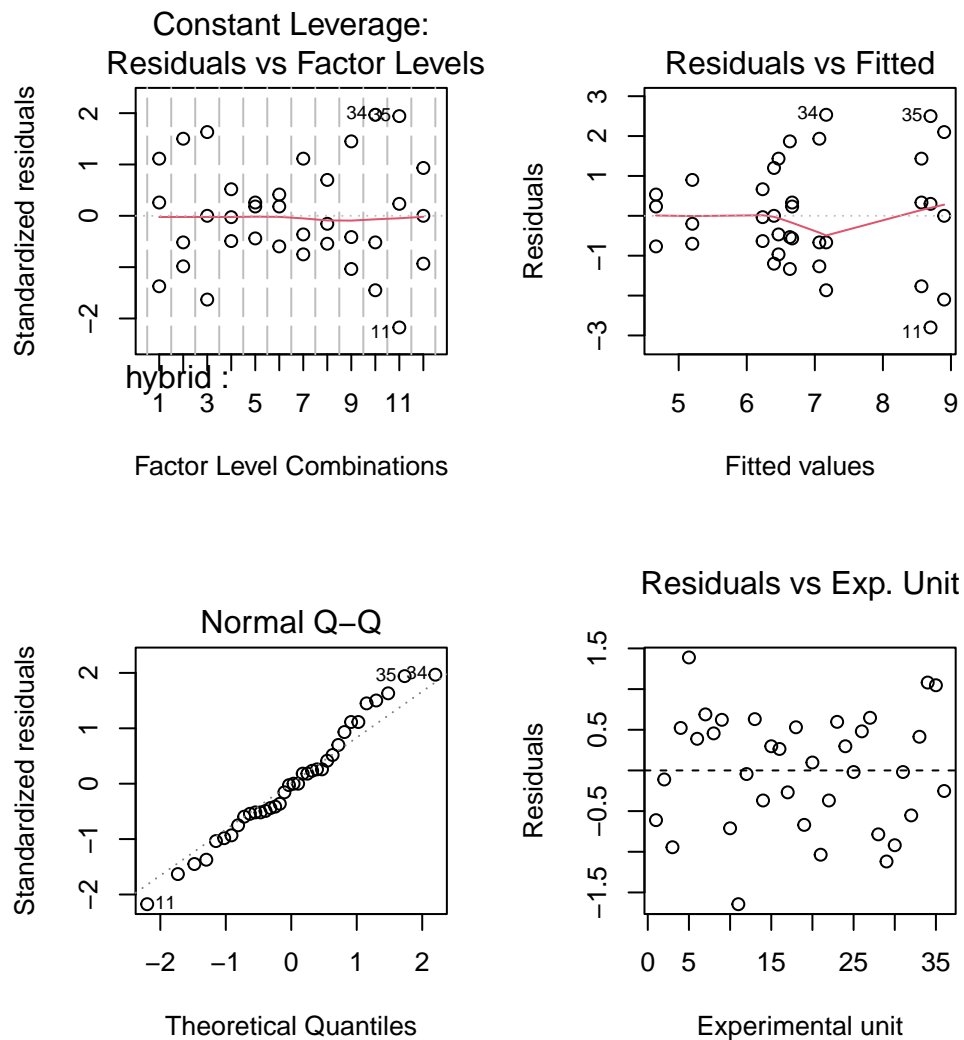 Constant Leverage:
Residuals vs Factor Levels
Standardized residuals
2
1
0
−2
34
35
11
hybrid :
1 3 5 7 9 11
Factor Level Combinations
Residuals vs Fitted
Residuals
3
1
−1
−3
34
35
11
5 6 7 8 9
Fitted values
Normal Q−Q
Standardized residuals
2
1
0
−1
−2
35
34
11
−2 −1 0 1 2
Theoretical Quantiles
Residuals vs Exp. Unit
Residuals
1.5
0.5
−0.5
−1.5
0 5 15 25 35
Experimental unit